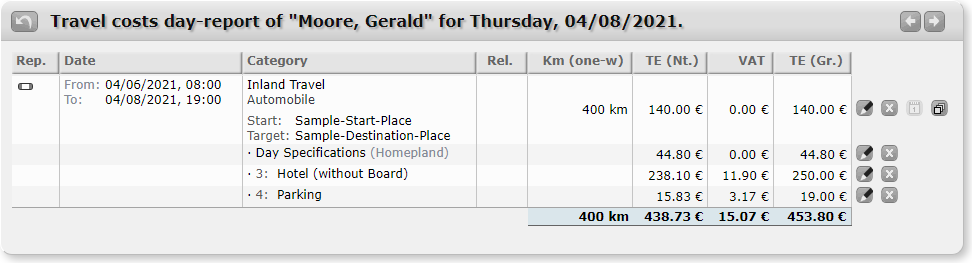 Travel costs day-report of "Moore, Gerald" for Thursday, 04/08/2021.
Rep. Date Category Rel. Km (one-w) TE (Nt.) VAT TE (Gr.)
From: 04/06/2021, 08:00 Inland Travel
To: 04/08/2021, 19:00 Automobile
400 km 140.00 € 0.00 € 140.00 €
Start: Sample-Start-Place
Target: Sample-Destination-Place
· Day Specifications (Homepland) 44.80 € 0.00 € 44.80 €
· 3: Hotel (without Board) 238.10 € 11.90 € 250.00 €
· 4: Parking 15.83 € 3.17 € 19.00 €
400 km 438.73 € 15.07 € 453.80 €